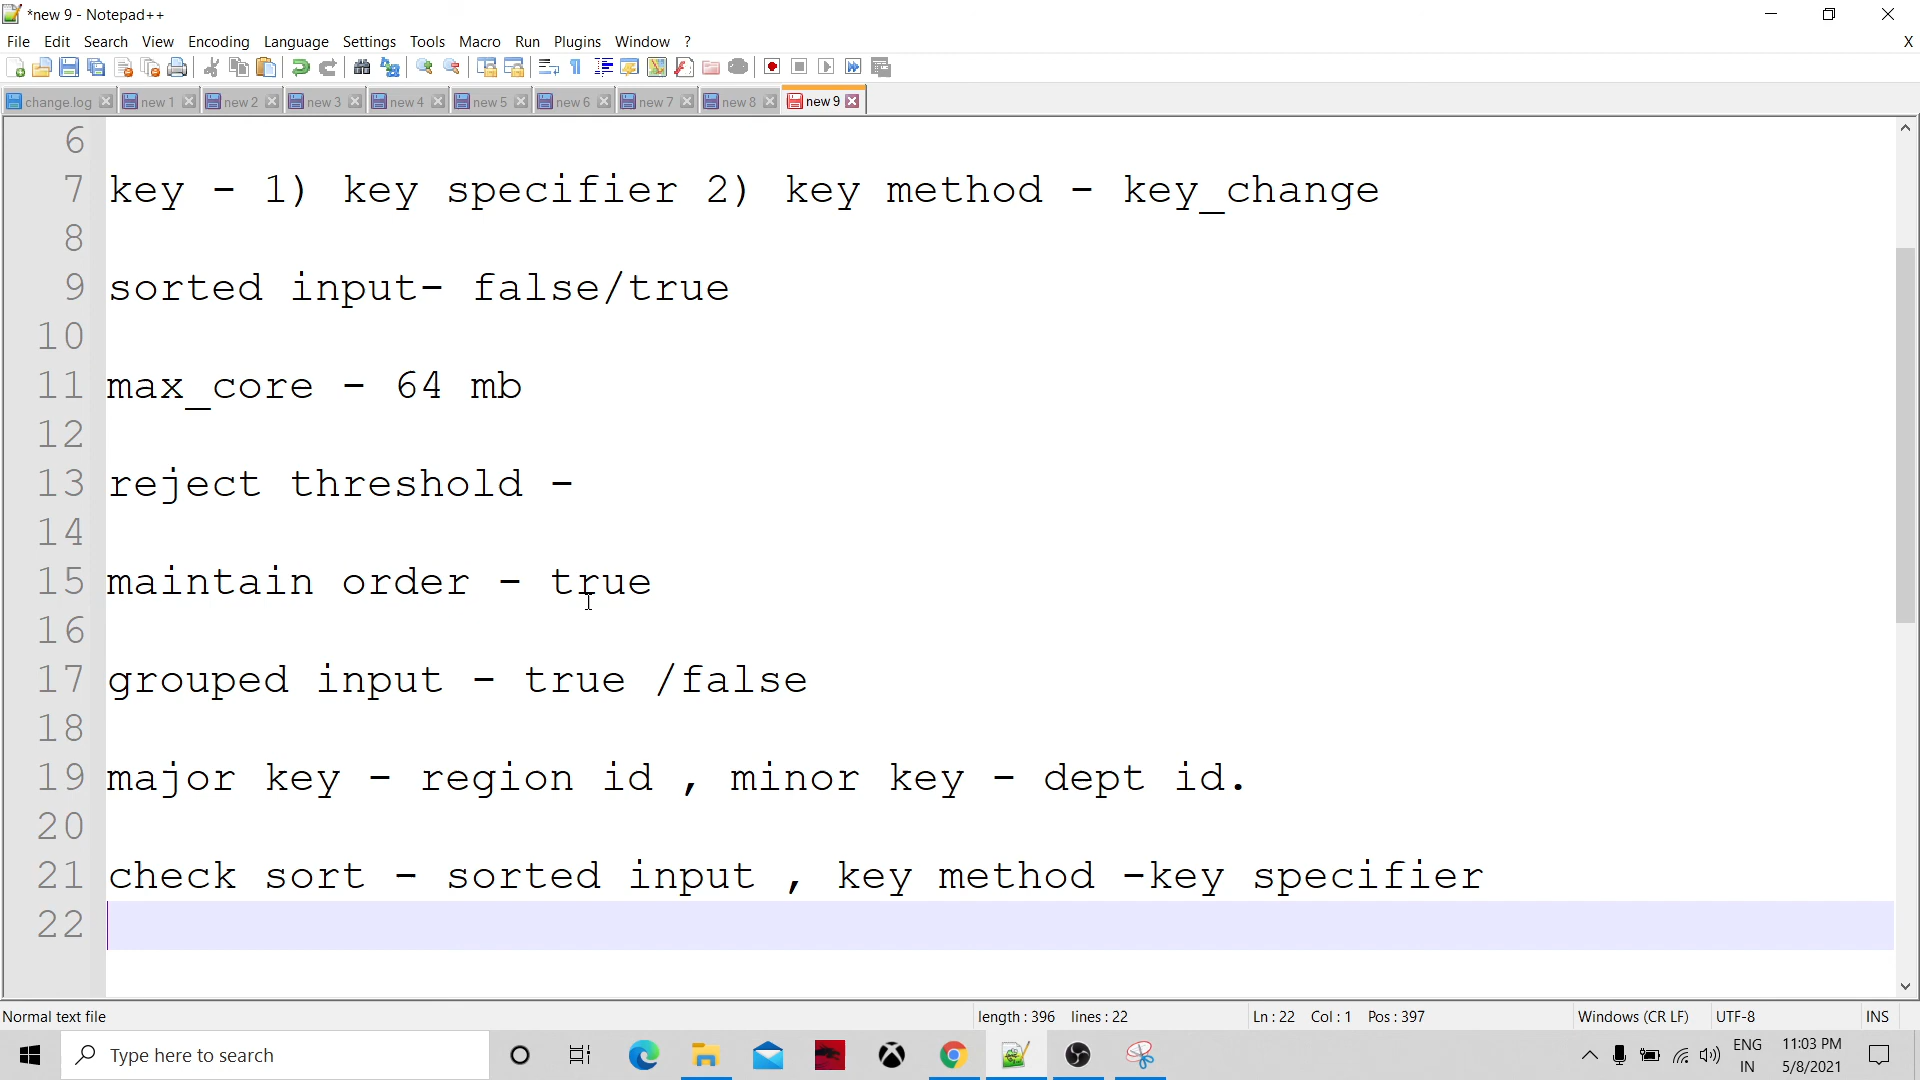 *new 9 - Notepad++
File Edit Search View Encoding Language Settings Tools Macro Run Plugins Window ?
X
change.log new 1 new 2 new 3 new 4 new 5 new 6 new 7 new 8 new 9
6
7 key - 1) key specifier 2) key method - key_change
8
9 sorted input- false/true
10
11 max_core - 64 mb
12
13 reject threshold -
14
15 maintain order - true
16
17 grouped input - true /false
18
19 major key - region id , minor key - dept id.
20
21 check sort - sorted input , key method -key specifier
22
Normal text file length : 396 lines : 22 Ln : 22 Col : 1 Pos : 397 Windows (CR LF) UTF-8 INS
Type here to search
ENG 11:03 PM
IN 5/8/2021